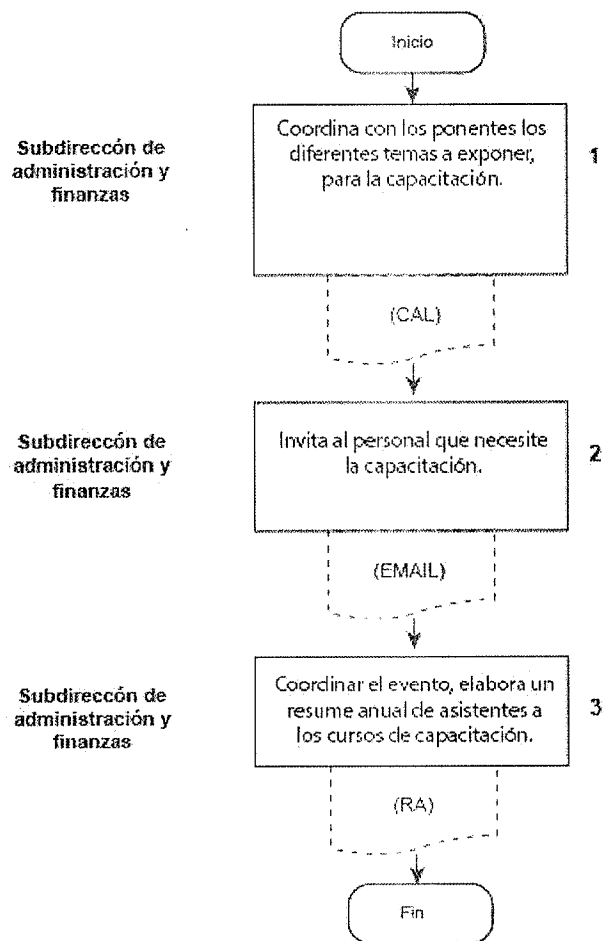 Inicio
Subdireccón de
administración y
finanzas
Coordina con los ponentes los
diferentes temas a exponer,
para la capacitación.
1
(CAL)
Subdireccón de
administración y
finanzas
Invita al personal que necesite
la capacitación.
2
(EMAIL)
Subdireccón de
administración y
finanzas
Coordinar el evento, elabora un
resume anual de asistentes a
los cursos de capacitación.
3
(RA)
Fin